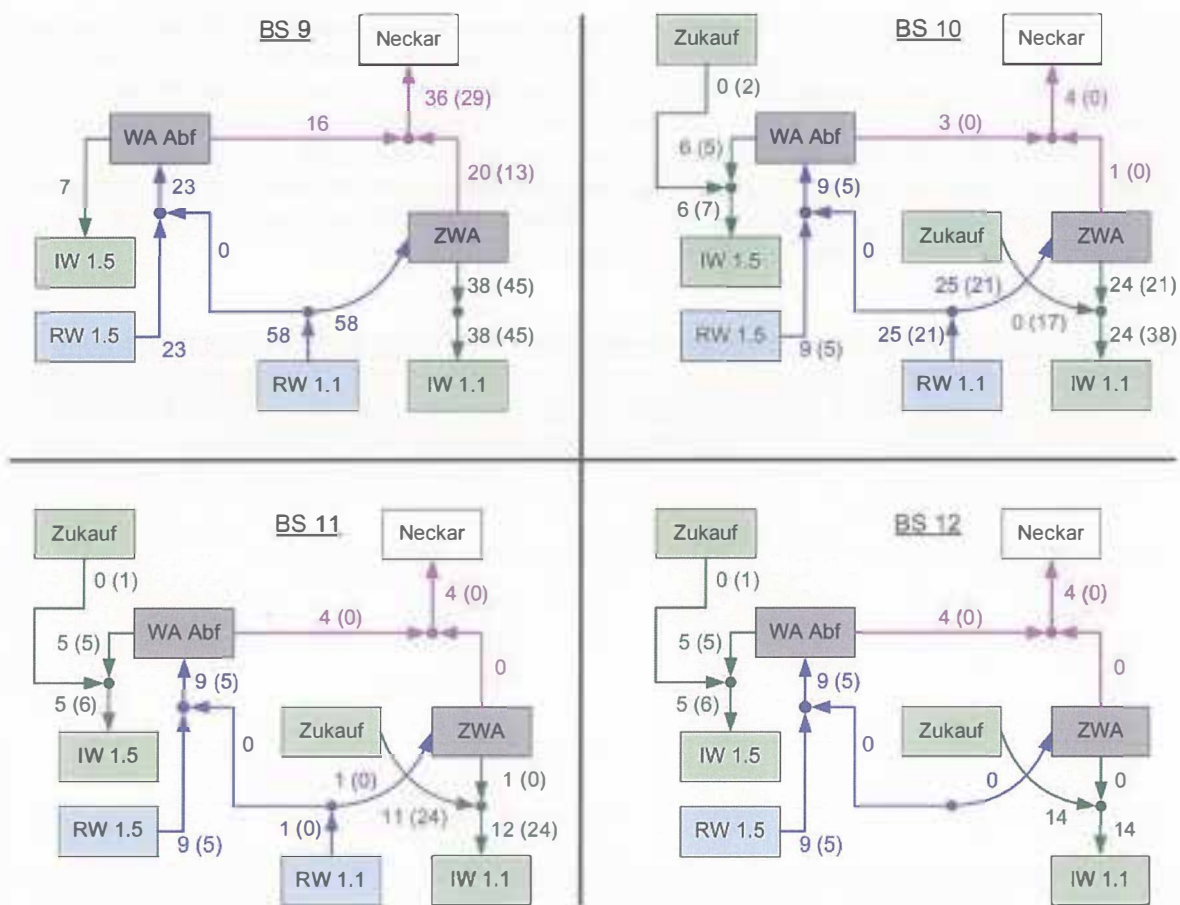 BS 9
Neckar
36 (29)
WA Abf
16
7
23
20 (13)
0
ZWA
IW 1.5
38 (45)
58
RW 1.5
23
58
38 (45)
RW 1.1
IW 1.1
Zukauf
BS 10
Neckar
0 (2)
4 (0)
WA Abf
3 (0)
6 (5)
9 (5)
1 (0)
6 (7)
Zukauf
ZWA
0
IW 1.5
25 (21)
24 (21)
0 (17)
RW 1.5
9 (5)
25 (21)
24 (38)
RW 1.1
IW 1.1
Zukauf
BS 11
Neckar
0 (1)
4 (0)
WA Abf
4 (0)
5 (5)
9 (5)
0
5 (6)
Zukauf
ZWA
0
IW 1.5
1 (0)
1 (0)
11 (24)
RW 1.5
9 (5)
1 (0)
12 (24)
RW 1.1
IW 1.1
Zukauf
BS 12
Neckar
0 (1)
4 (0)
WA Abf
4 (0)
5 (5)
9 (5)
0
5 (6)
Zukauf
ZWA
0
IW 1.5
0
0
RW 1.5
9 (5)
14
14
IW 1.1